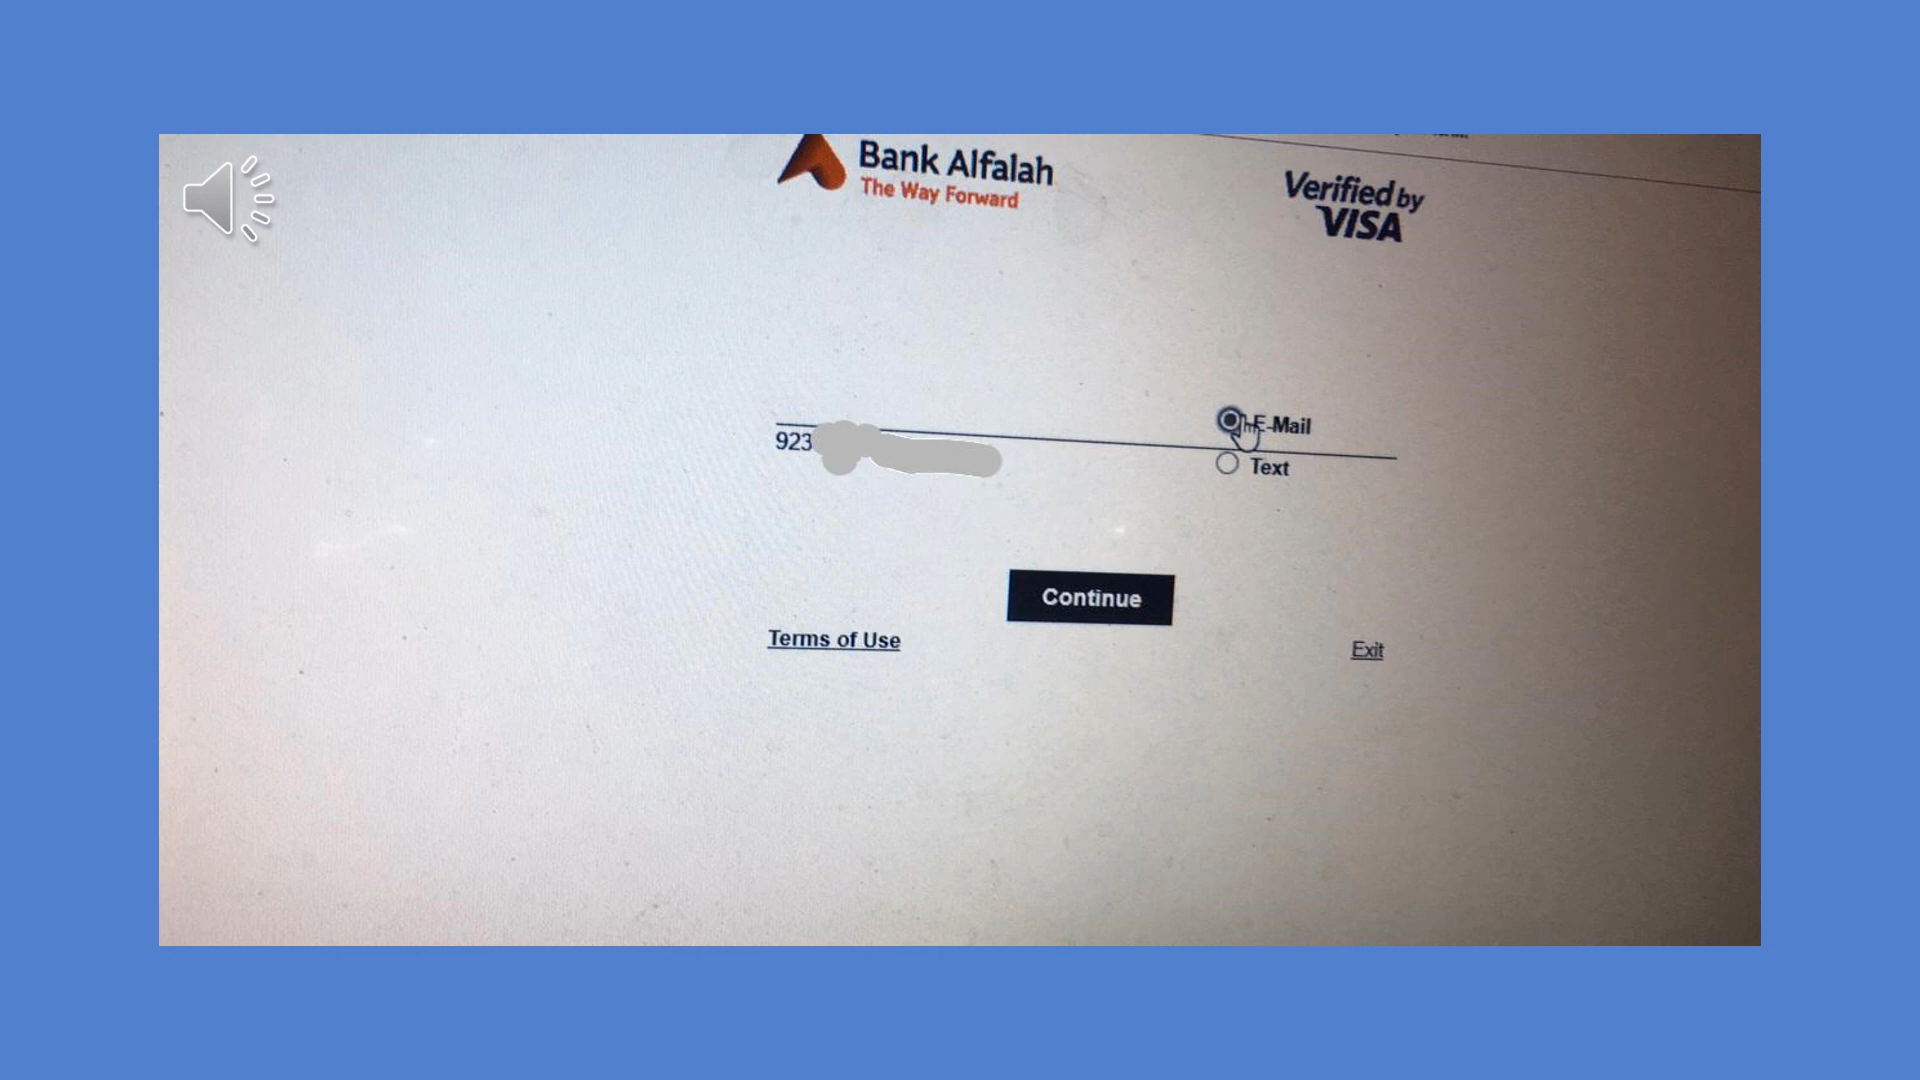 Bank Alfalah
The Way Forward
Verified by
VISA
E-Mail
923
Text
Continue
Terms of Use
Exit